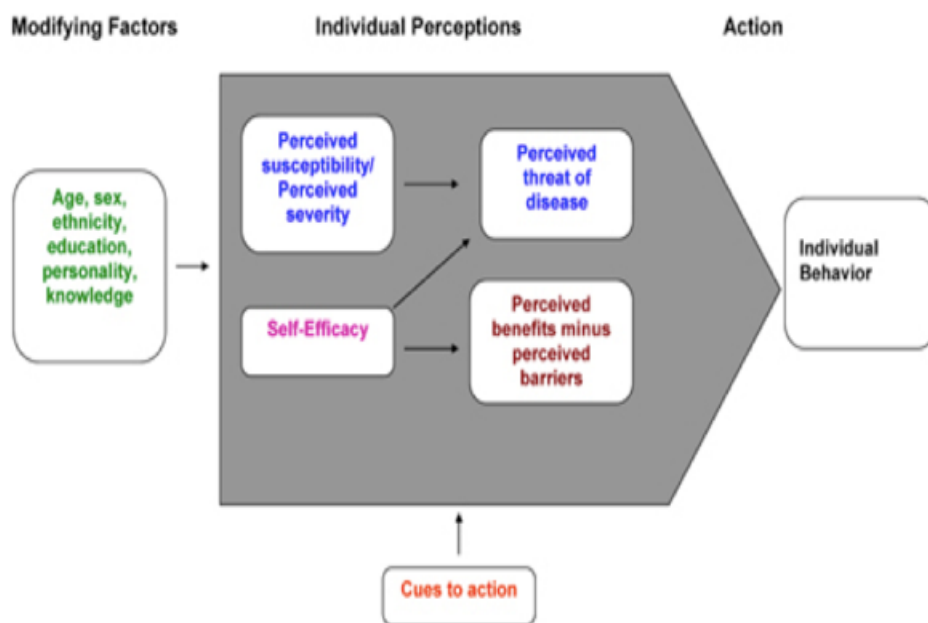 Modifying Factors
Individual Perceptions
Action
Age, sex,
ethnicity,
education,
personality,
knowledge
Perceived
susceptibility/
Perceived
severity
Perceived
threat of
disease
Self-Efficacy
Perceived
benefits minus
perceived
barriers
Individual
Behavior
Cues to action